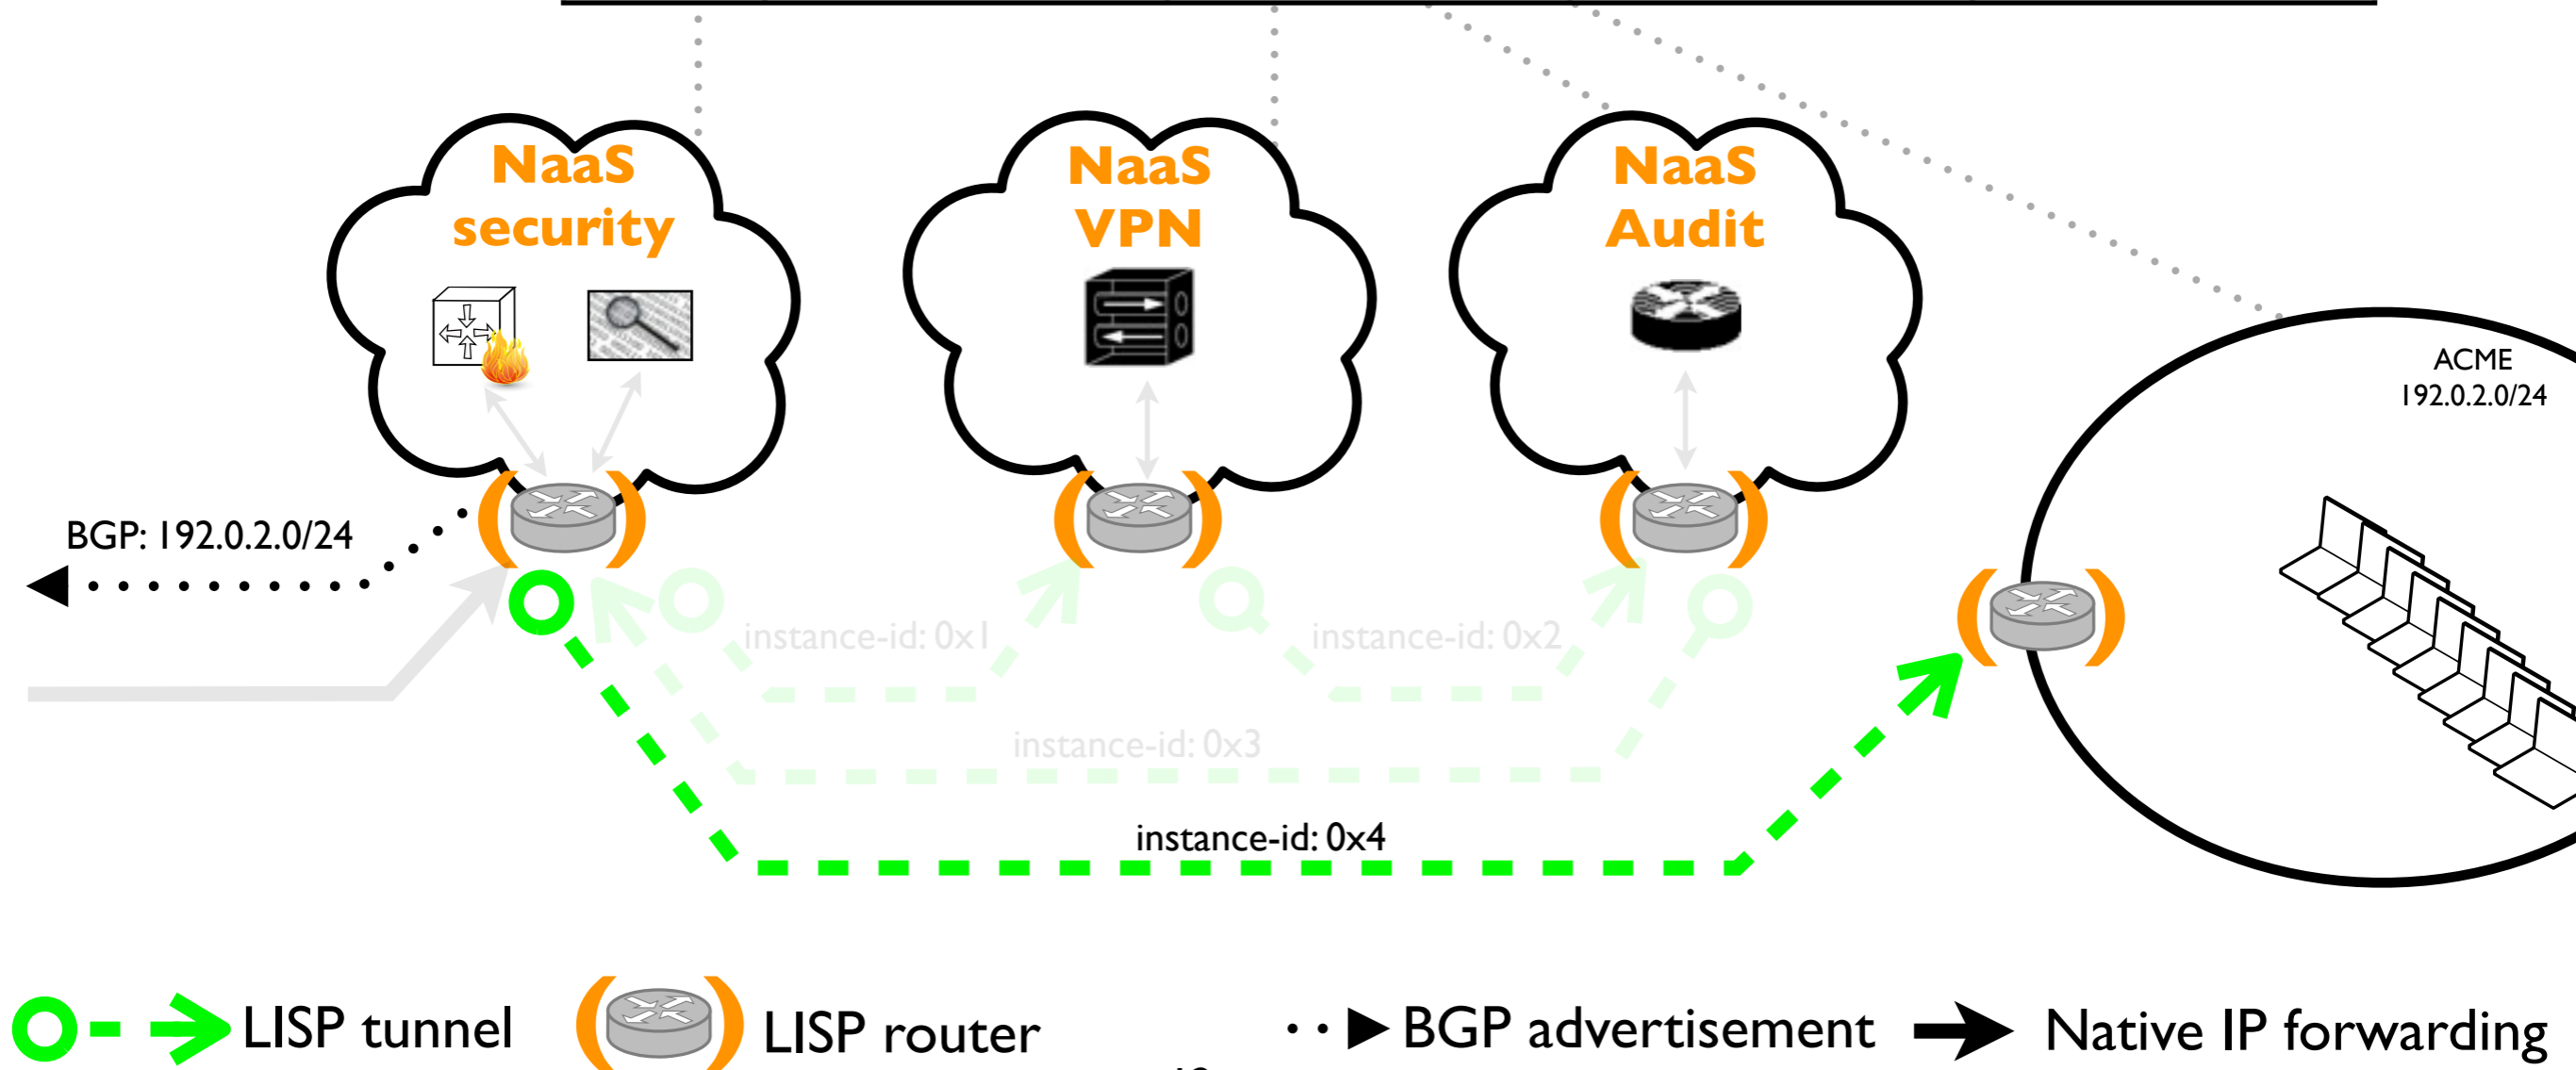 NaaS
security
NaaS
VPN
NaaS
Audit
ACME
192.0.2.0/24
BGP: 192.0.2.0/24
instance-id: 0x1
instance-id: 0x2
instance-id: 0x3
instance-id: 0x4
LISP tunnel
LISP router
BGP advertisement
Native IP forwarding